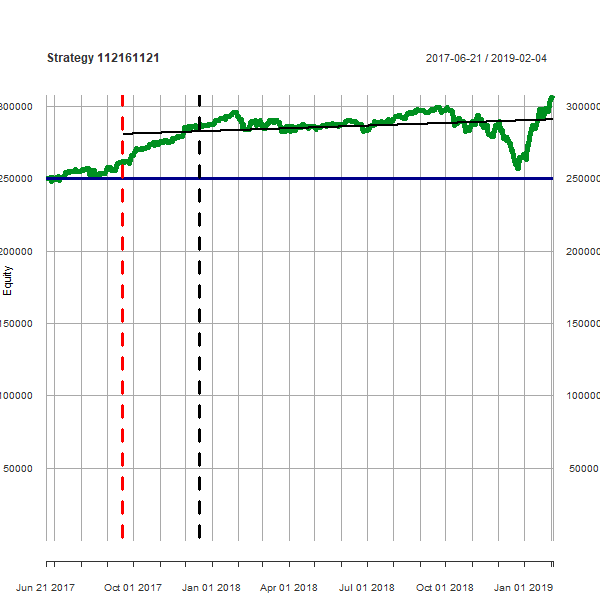 Strategy 112161121 2017-06-21 / 2019-02-04
300000 300000
250000 250000
200000 200000
150000 150000
100000 100000
50000 50000
Equity
Jun 21 2017 Oct 01 2017 Jan 01 2018 Apr 01 2018 Jul 01 2018 Oct 01 2018 Jan 01 2019